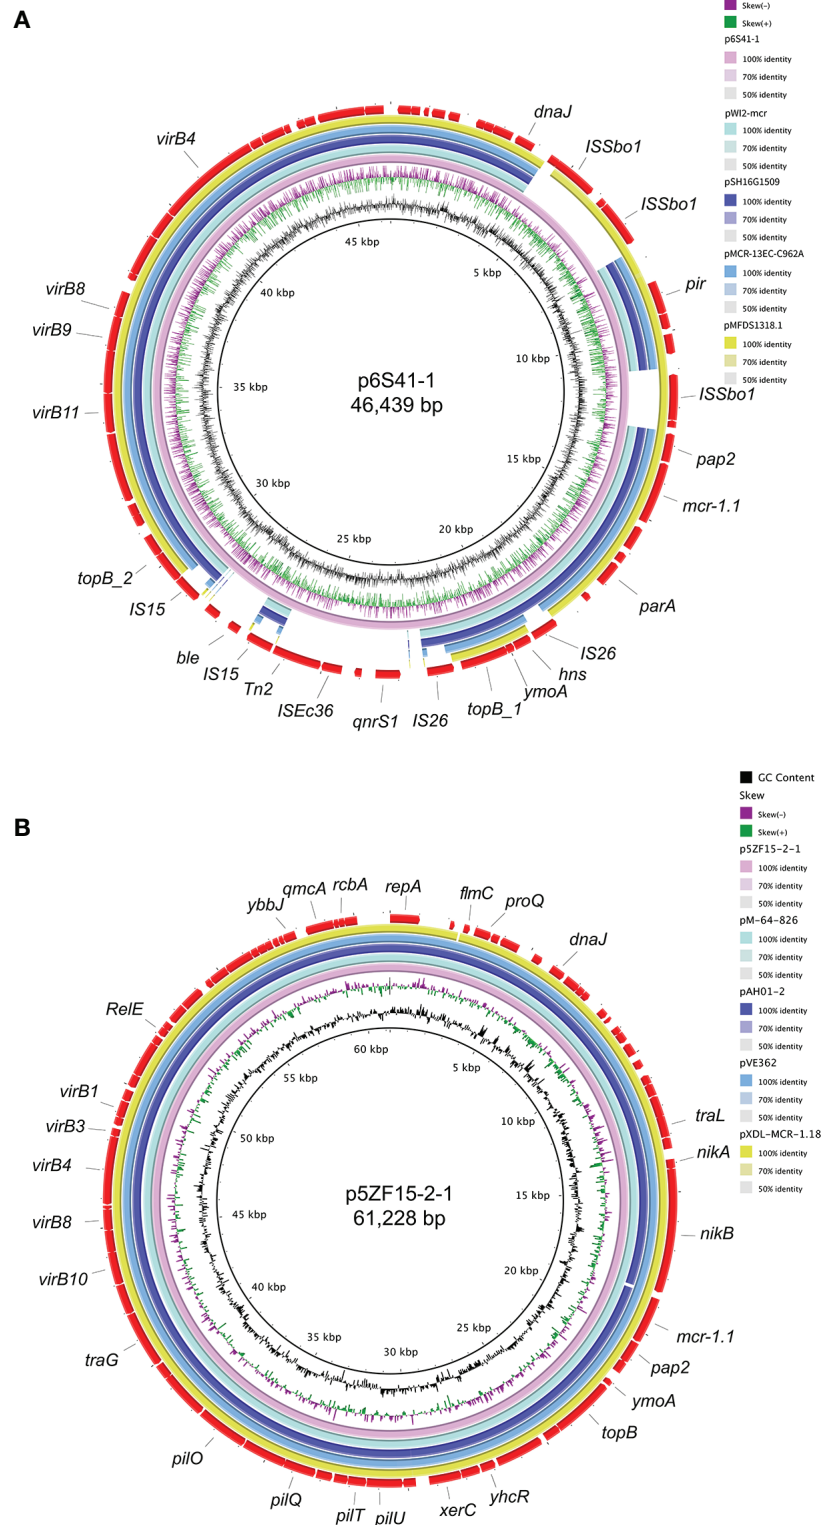 A
Skew(-)
Skew(+)
p6S41-1
100% identity
70% identity
50% identity
pWI2-mcr
100% identity
70% identity
50% identity
pSH16G1509
100% identity
70% identity
50% identity
pMCR-13EC-C962A
100% identity
70% identity
50% identity
pMFDS1318.1
100% identity
70% identity
50% identity
dnaJ
ISSbo1
ISSbo1
pir
ISSbo1
pap2
mcr-1.1
parA
IS26
hns
ymoA
topB_1
IS26
qnrS1
ISEc36
Tn2
IS15
ble
IS15
topB_2
virB11
virB9
virB8
virB4
5 kbp
10 kbp
15 kbp
20 kbp
25 kbp
30 kbp
35 kbp
40 kbp
45 kbp
p6S41-1
46,439 bp
B
GC Content
Skew
Skew(-)
Skew(+)
p5ZF15-2-1
100% identity
70% identity
50% identity
pM-64-826
100% identity
70% identity
50% identity
pAH01-2
100% identity
70% identity
50% identity
pVE362
100% identity
70% identity
50% identity
pXDL-MCR-1.18
100% identity
70% identity
50% identity
repA
flmC
proQ
dnaJ
traL
nikA
nikB
mcr-1.1
pap2
ymoA
topB
yhcR
xerC
pilU
pilT
pilQ
pilO
traG
virB10
virB8
virB4
virB3
virB1
RelE
ybbJ
qmcA
rcbA
5 kbp
10 kbp
15 kbp
20 kbp
25 kbp
30 kbp
35 kbp
40 kbp
45 kbp
50 kbp
55 kbp
60 kbp
p5ZF15-2-1
61,228 bp